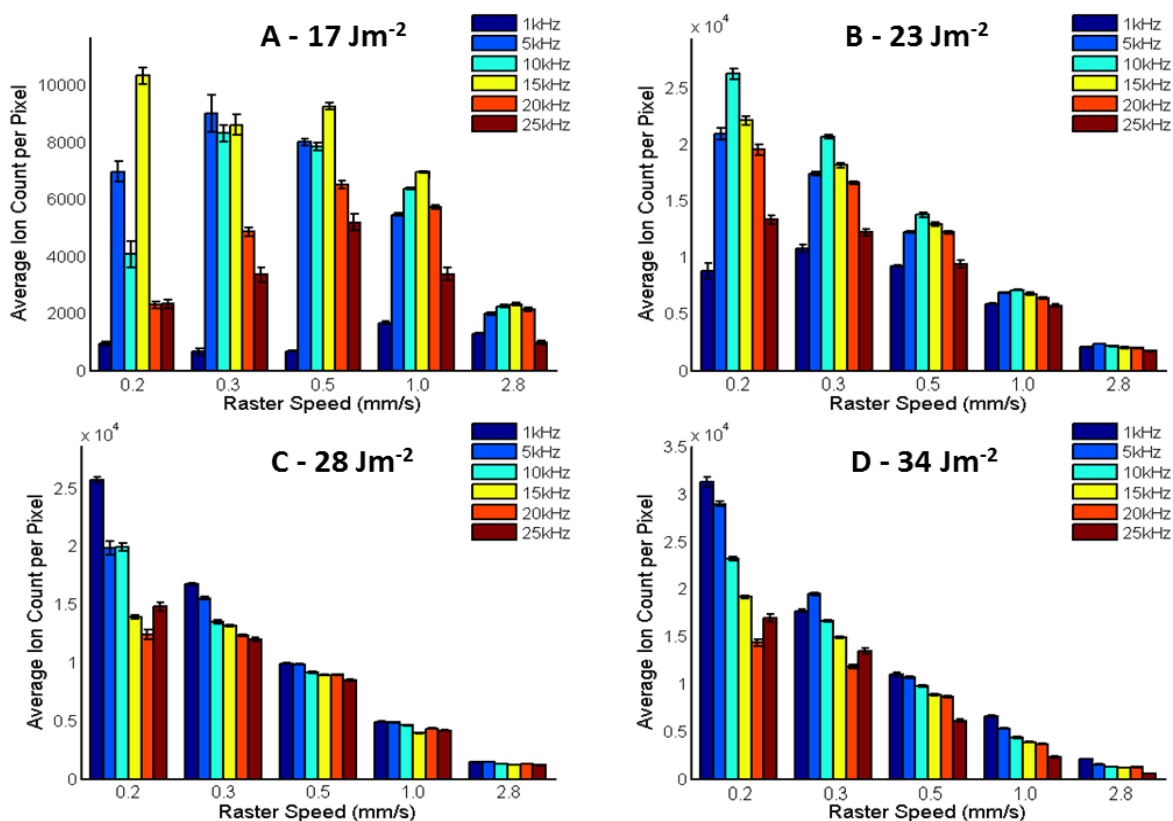 A - 17 Jm⁻²
1kHz
5kHz
10kHz
15kHz
20kHz
25kHz
Average Ion Count per Pixel
10000
8000
6000
4000
2000
0
0.2 0.3 0.5 1.0 2.8
Raster Speed (mm/s)
x 10⁴
B - 23 Jm⁻²
1kHz
5kHz
10kHz
15kHz
20kHz
25kHz
Average Ion Count per Pixel
2.5
2
1.5
1
0.5
0
0.2 0.3 0.5 1.0 2.8
Raster Speed (mm/s)
x 10⁴
C - 28 Jm⁻²
1kHz
5kHz
10kHz
15kHz
20kHz
25kHz
Average Ion Count per Pixel
2.5
2
1.5
1
0.5
0
0.2 0.3 0.5 1.0 2.8
Raster Speed (mm/s)
x 10⁴
D - 34 Jm⁻²
1kHz
5kHz
10kHz
15kHz
20kHz
25kHz
Average Ion Count per Pixel
3.5
3
2.5
2
1.5
1
0.5
0
0.2 0.3 0.5 1.0 2.8
Raster Speed (mm/s)